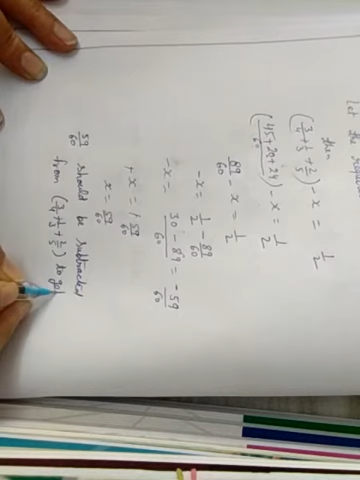 Let the
then
(3/4 + 1/3 + 2/5) - x = 1/2
(45+20+24/60) - x = 1/2
89/60 - x = 1/2
-x = 1/2 - 89/60
-x = 30-89/60 = -59/60
+x = + 59/60
x = 59/60
59/60 should be subtracted
from (3/4 + 1/3 + 2/5) to get